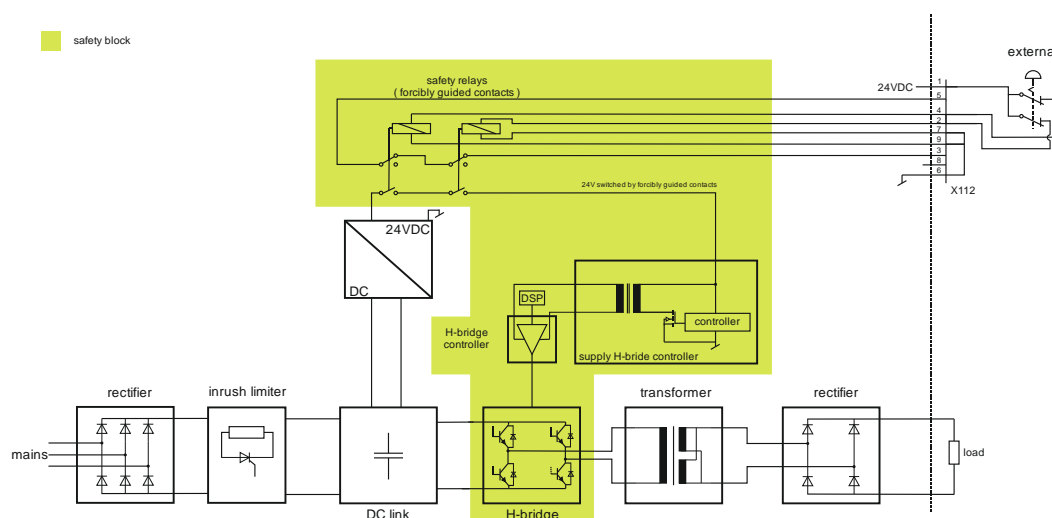 safety block
externa
safety relays
( forcibly guided contacts )
24VDC
1
5
4
2
7
9
3
8
6
X112
24V switched by forcibly guided contacts
24VDC
DC
DSP
controller
H-bridge
controller
supply H-bride controller
rectifier
inrush limiter
transformer
rectifier
mains
load
DC link
H-bridge